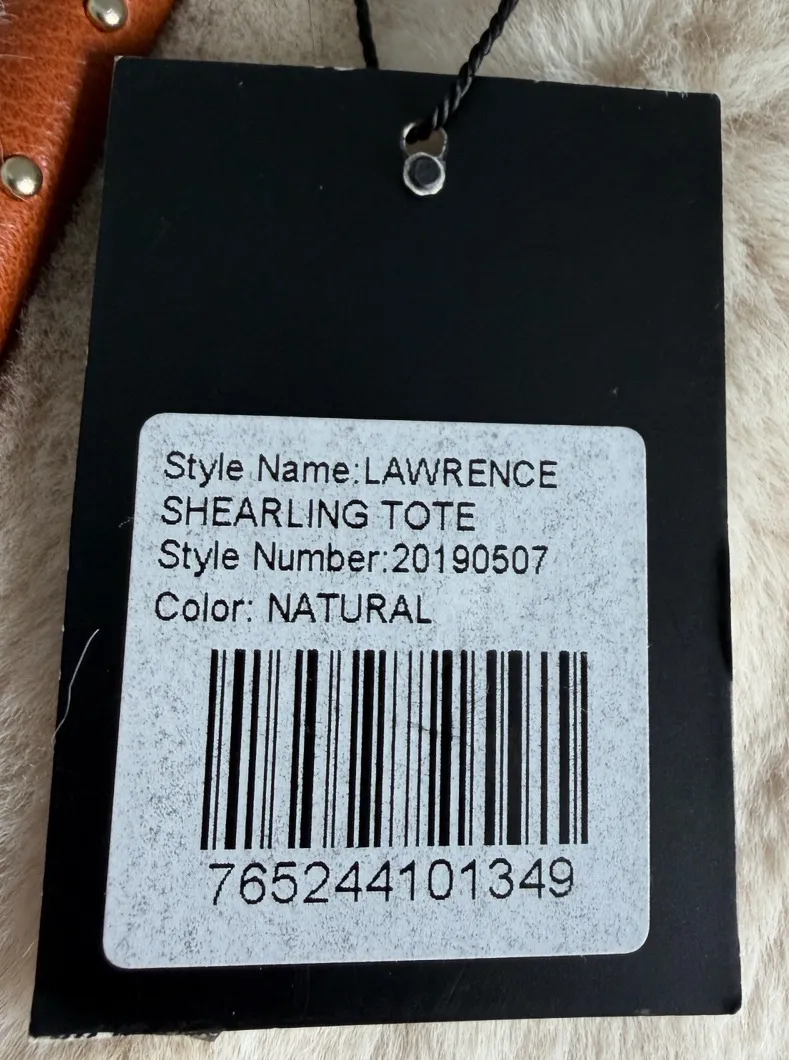 Style Name:LAWRENCE
SHEARLING TOTE
Style Number:20190507
Color: NATURAL
765244101349